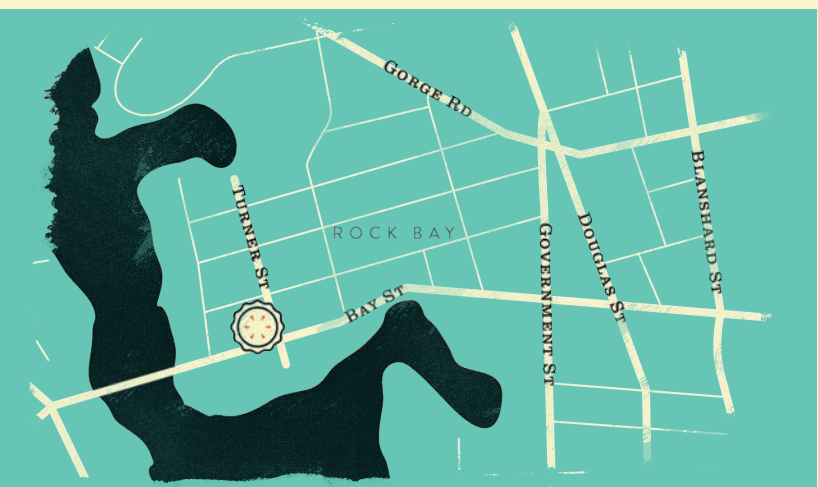 GORGE RD
TURNER ST
ROCK BAY
BAY ST
GOVERNMENT ST
DOUGLAS ST
BLANSHARD ST